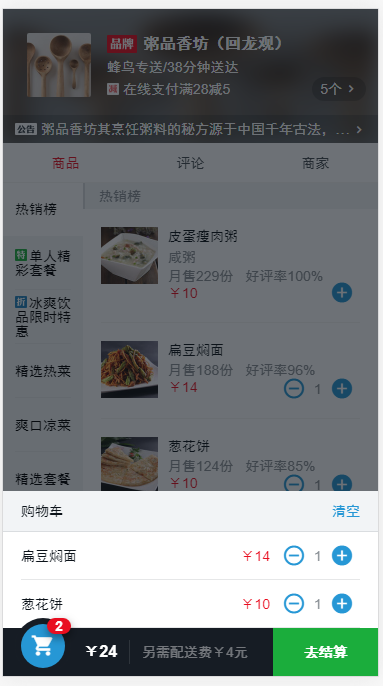 品牌 粥品香坊（回龙观）
蜂鸟专送/38分钟送达
减 在线支付满28减5
5个 >
公告 粥品香坊其烹饪粥料的秘方源于中国千年古法，... >
商品 评论 商家
热销榜
特 单人精
彩套餐
折 冰爽饮
品限时特
惠
精选热菜
爽口凉菜
精选套餐
热销榜
皮蛋瘦肉粥
咸粥
月售229份 好评率100%
￥10
扁豆焖面
月售188份 好评率96%
￥14
1
葱花饼
月售124份 好评率85%
￥10
1
购物车 清空
扁豆焖面 ￥14 1
葱花饼 ￥10 1
2
￥24 另需配送费￥4元 去结算